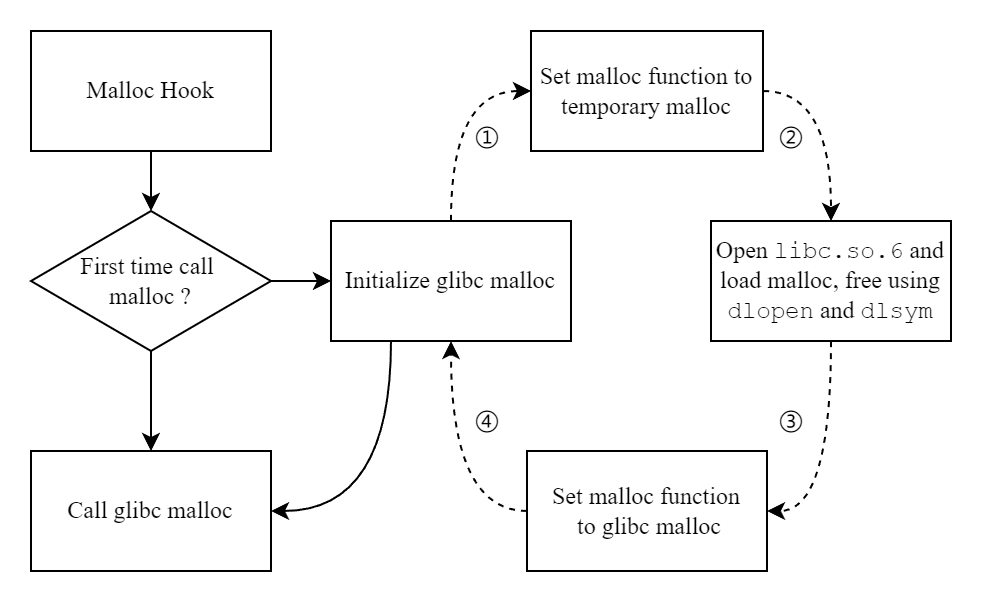 Malloc Hook
Set malloc function to
temporary malloc
①
②
First time call
malloc ?
Initialize glibc malloc
Open libc.so.6 and
load malloc, free using
dlopen and dlsym
④
③
Call glibc malloc
Set malloc function
to glibc malloc